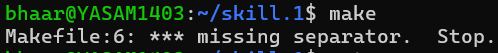 bhaar@YASAM1403:~/skill.1$ make
Makefile:6: *** missing separator.  Stop.